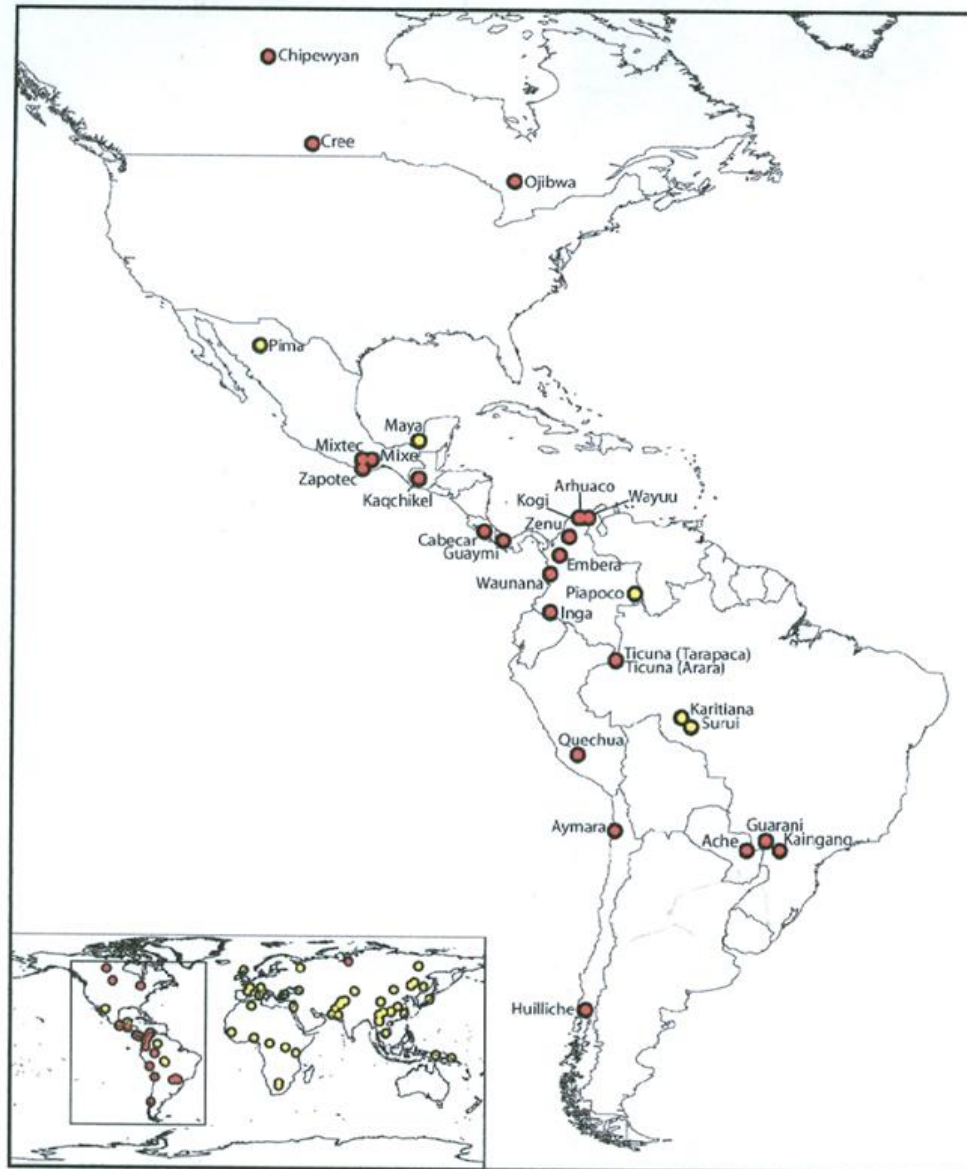 Chipewyan
Cree
Ojibwa
Pima
Maya
Mixtec
Mixe
Zapotec
Kaqchikel
Arhuaco
Kogi
Wayuu
Zenu
Cabecar
Guaymi
Embera
Waunana
Piapoco
Inga
Ticuna (Tarapaca)
Ticuna (Arara)
Karitiana
Surui
Quechua
Aymara
Guarani
Ache
Kaingang
Huilliche